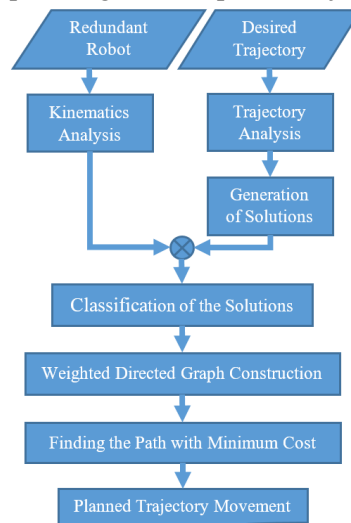 Redundant
Robot
Desired
Trajectory
Kinematics
Analysis
Trajectory
Analysis
Generation
of Solutions
Classification of the Solutions
Weighted Directed Graph Construction
Finding the Path with Minimum Cost
Planned Trajectory Movement